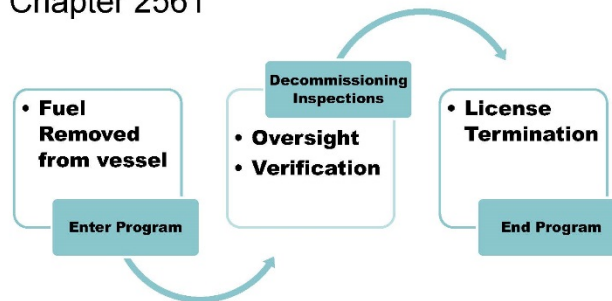 Chapter 2561
• Fuel
Removed
from vessel
Enter Program
Decommissioning
Inspections
• Oversight
• Verification
• License
Termination
End Program